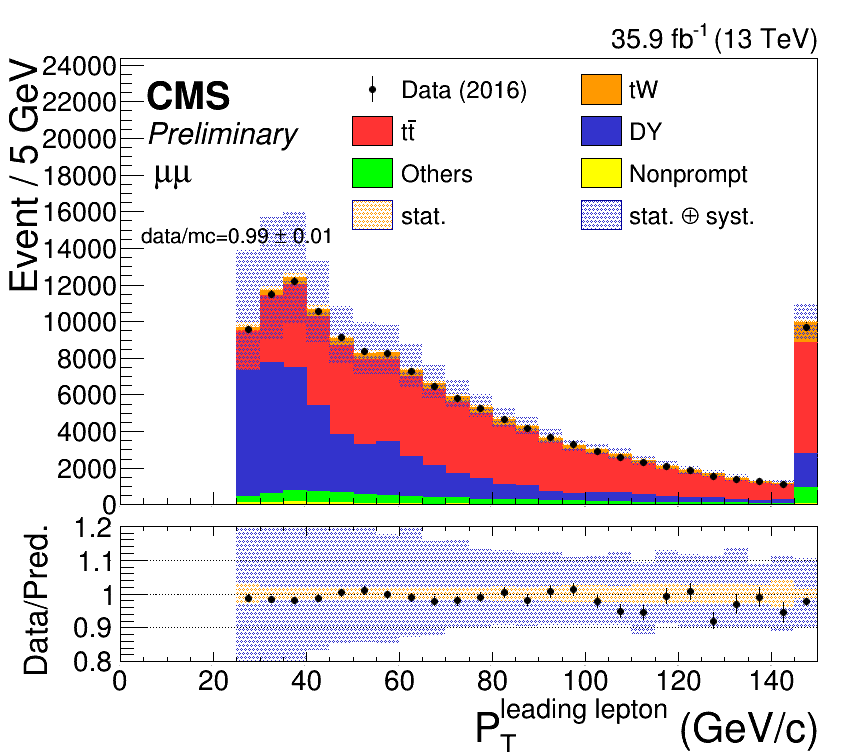 35.9 fb⁻¹ (13 TeV)
Event / 5 GeV
24000
22000
20000
18000
16000
14000
12000
10000
8000
6000
4000
2000
0
CMS
Preliminary
μμ
data/mc=0.99 ± 0.01
Data (2016)
tW
tt̄
DY
Others
Nonprompt
stat.
stat. ⊕ syst.
Data/Pred.
1.2
1.1
1
0.9
0.8
0 20 40 60 80 100 120 140
P_T^leading lepton (GeV/c)